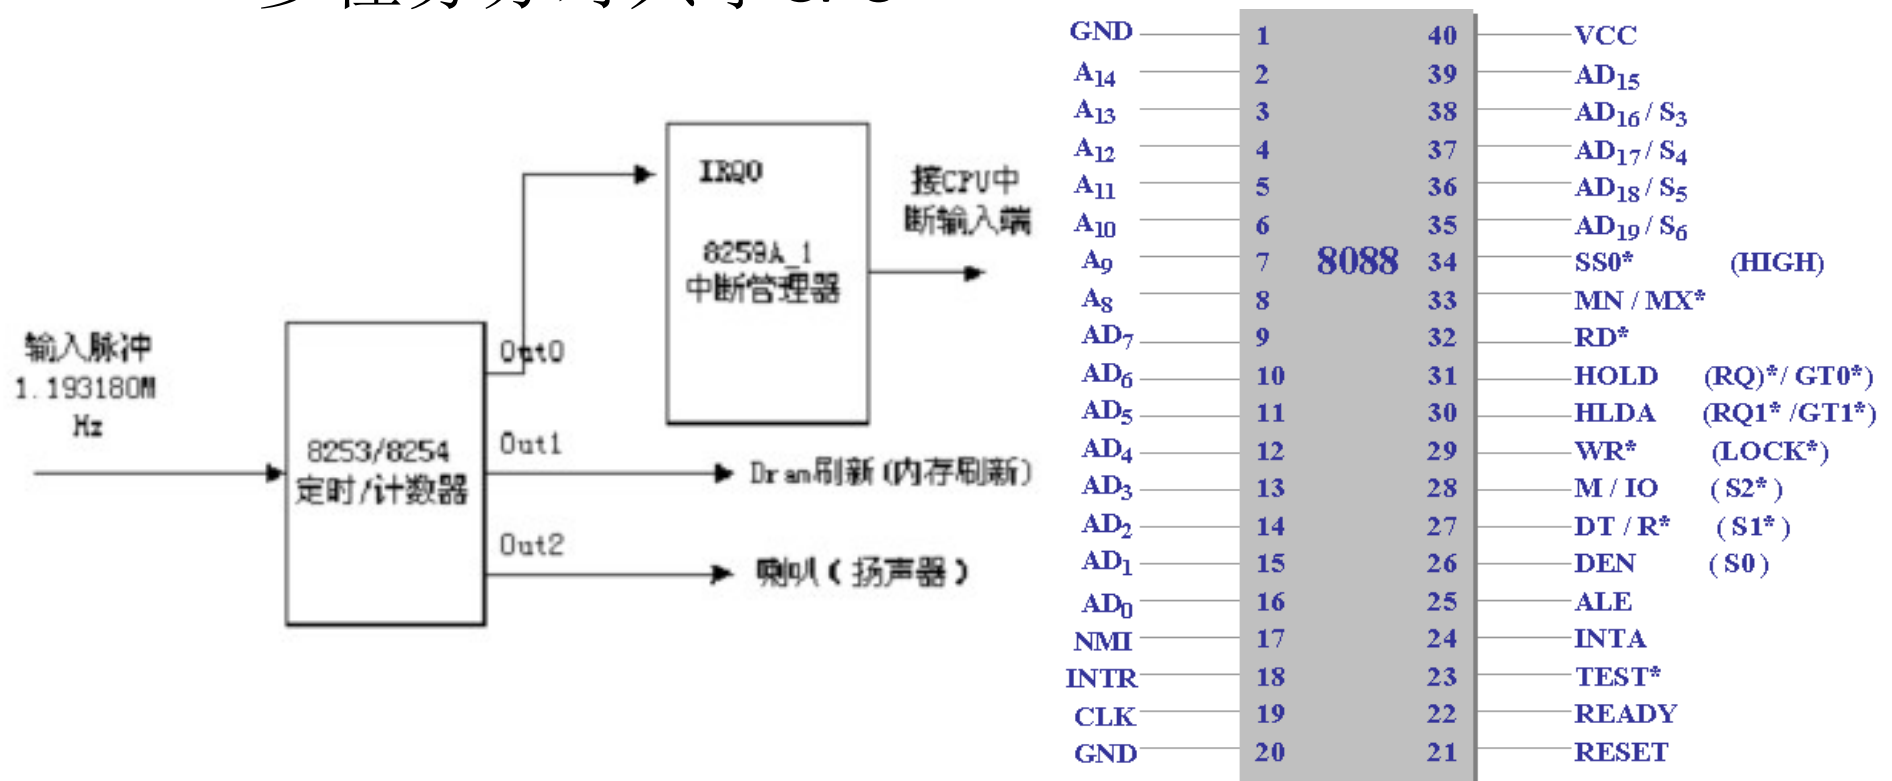 IRQ0
8259A_1
中断管理器
接CPU中
断输入端
输入脉冲
1.193180M
Hz
8253/8254
定时/计数器
Out0
Out1
Dram刷新(内存刷新)
Out2
喇叭(扬声器)
8088
GND 1 40 VCC
A14 2 39 AD15
A13 3 38 AD16/S3
A12 4 37 AD17/S4
A11 5 36 AD18/S5
A10 6 35 AD19/S6
A9 7 34 SS0* (HIGH)
A8 8 33 MN/MX*
AD7 9 32 RD*
AD6 10 31 HOLD (RQ)*/GT0*)
AD5 11 30 HLDA (RQ1*/GT1*)
AD4 12 29 WR* (LOCK*)
AD3 13 28 M/IO (S2*)
AD2 14 27 DT/R* (S1*)
AD1 15 26 DEN (S0)
AD0 16 25 ALE
NMI 17 24 INTA
INTR 18 23 TEST*
CLK 19 22 READY
GND 20 21 RESET